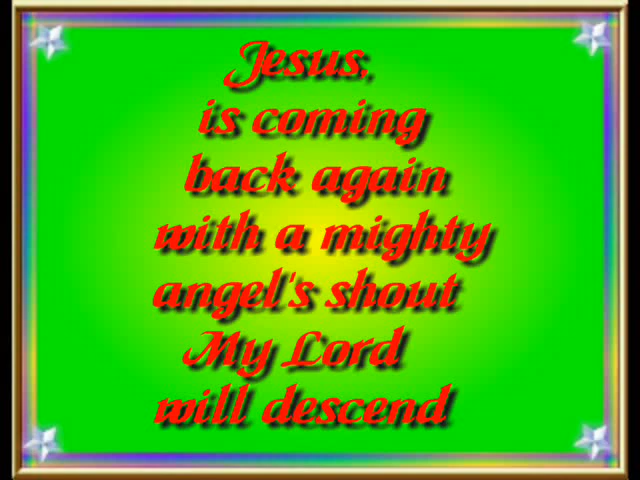 Jesus,
is coming
back again
with a mighty
angel's shout
My Lord
will descend